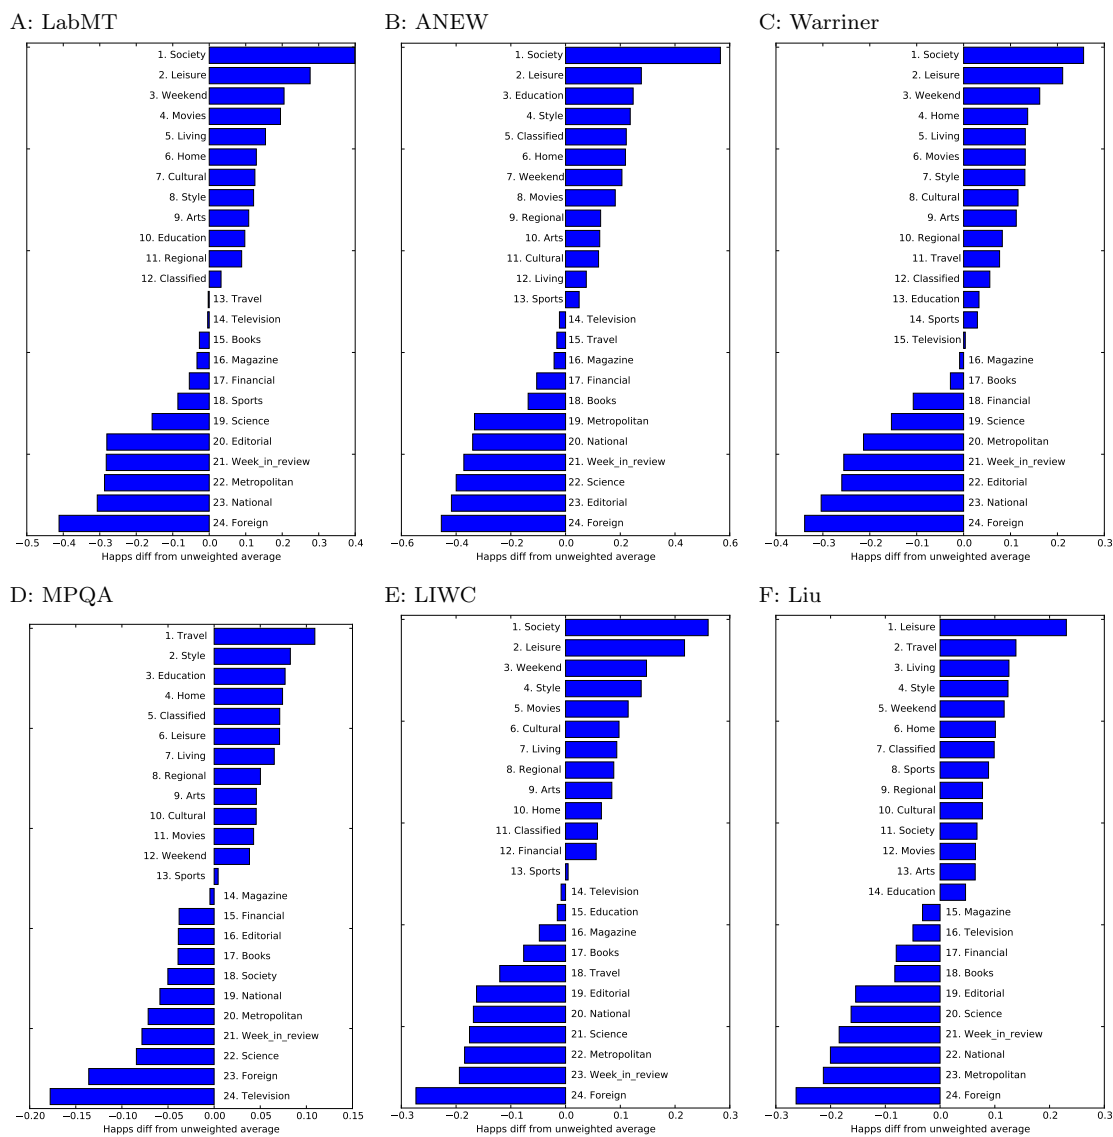 A: LabMT
1. Society
2. Leisure
3. Weekend
4. Movies
5. Living
6. Home
7. Cultural
8. Style
9. Arts
10. Education
11. Regional
12. Classified
13. Travel
14. Television
15. Books
16. Magazine
17. Financial
18. Sports
19. Science
20. Editorial
21. Week_in_review
22. Metropolitan
23. National
24. Foreign
−0.5 −0.4 −0.3 −0.2 −0.1 0.0 0.1 0.2 0.3 0.4
Happs diff from unweighted average
B: ANEW
1. Society
2. Leisure
3. Education
4. Style
5. Classified
6. Home
7. Weekend
8. Movies
9. Regional
10. Arts
11. Cultural
12. Living
13. Sports
14. Television
15. Travel
16. Magazine
17. Financial
18. Books
19. Metropolitan
20. National
21. Week_in_review
22. Science
23. Editorial
24. Foreign
−0.6 −0.4 −0.2 0.0 0.2 0.4 0.6
Happs diff from unweighted average
C: Warriner
1. Society
2. Leisure
3. Weekend
4. Home
5. Living
6. Movies
7. Style
8. Cultural
9. Arts
10. Regional
11. Travel
12. Classified
13. Education
14. Sports
15. Television
16. Magazine
17. Books
18. Financial
19. Science
20. Metropolitan
21. Week_in_review
22. Editorial
23. National
24. Foreign
−0.4 −0.3 −0.2 −0.1 0.0 0.1 0.2 0.3
Happs diff from unweighted average
D: MPQA
1. Travel
2. Style
3. Education
4. Home
5. Classified
6. Leisure
7. Living
8. Regional
9. Arts
10. Cultural
11. Movies
12. Weekend
13. Sports
14. Magazine
15. Financial
16. Editorial
17. Books
18. Society
19. National
20. Metropolitan
21. Week_in_review
22. Science
23. Foreign
24. Television
−0.20 −0.15 −0.10 −0.05 0.00 0.05 0.10 0.15
Happs diff from unweighted average
E: LIWC
1. Society
2. Leisure
3. Weekend
4. Style
5. Movies
6. Cultural
7. Living
8. Regional
9. Arts
10. Home
11. Classified
12. Financial
13. Sports
14. Television
15. Education
16. Magazine
17. Books
18. Travel
19. Editorial
20. National
21. Science
22. Metropolitan
23. Week_in_review
24. Foreign
−0.3 −0.2 −0.1 0.0 0.1 0.2 0.3
Happs diff from unweighted average
F: Liu
1. Leisure
2. Travel
3. Living
4. Style
5. Weekend
6. Home
7. Classified
8. Sports
9. Regional
10. Cultural
11. Society
12. Movies
13. Arts
14. Education
15. Magazine
16. Television
17. Financial
18. Books
19. Editorial
20. Science
21. Week_in_review
22. National
23. Metropolitan
24. Foreign
−0.3 −0.2 −0.1 0.0 0.1 0.2 0.3
Happs diff from unweighted average